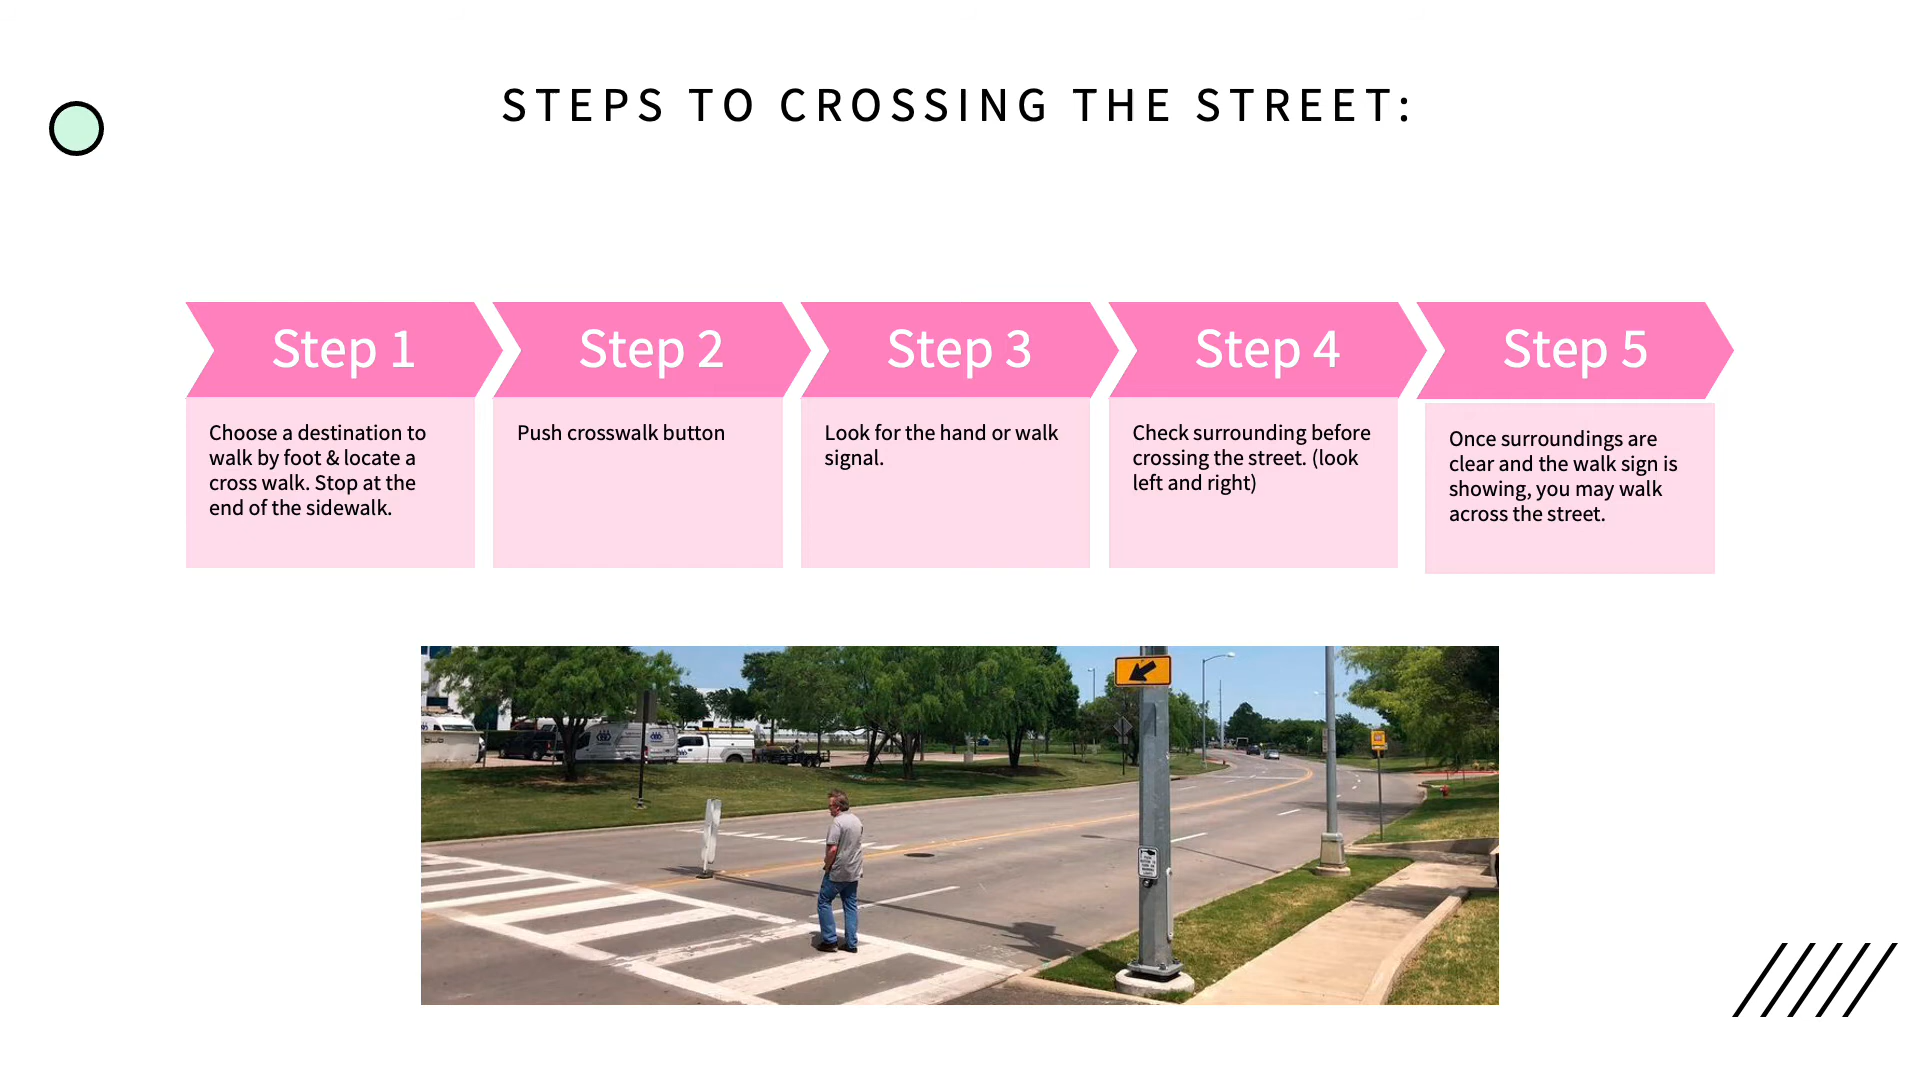 STEPS TO CROSSING THE STREET:
Step 1
Choose a destination to
walk by foot & locate a
cross walk. Stop at the
end of the sidewalk.
Step 2
Push crosswalk button
Step 3
Look for the hand or walk
signal.
Step 4
Check surrounding before
crossing the street. (look
left and right)
Step 5
Once surroundings are
clear and the walk sign is
showing, you may walk
across the street.